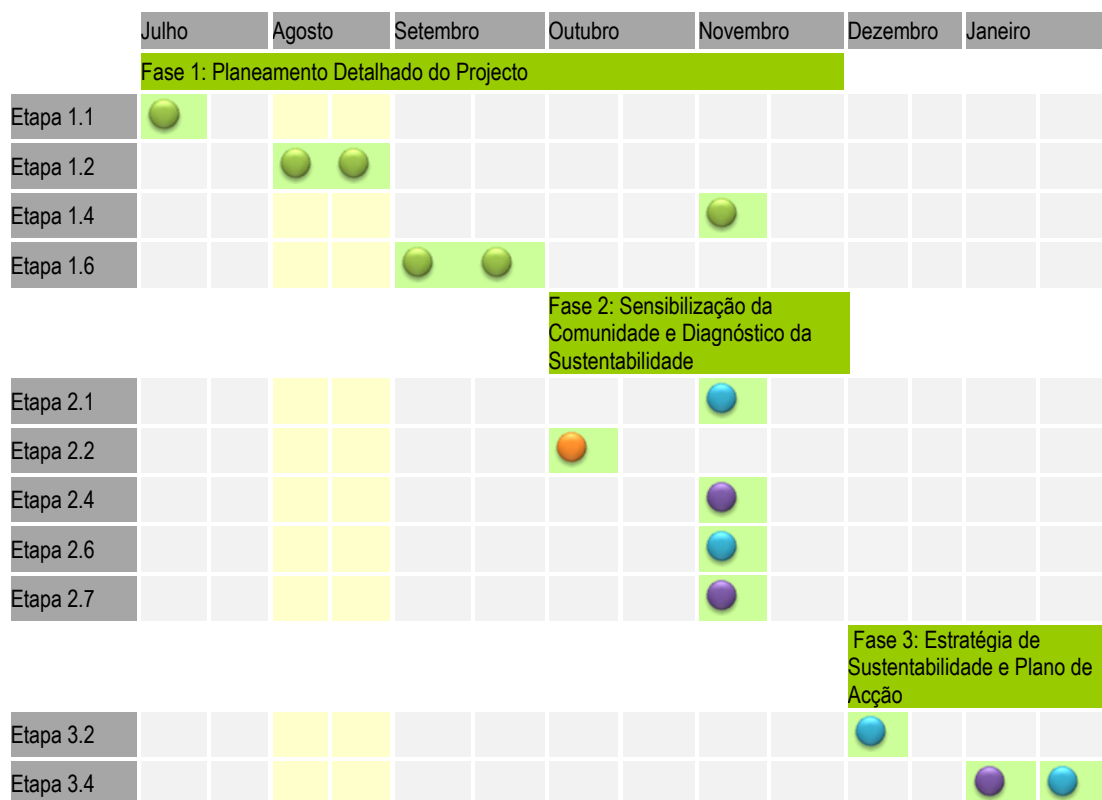 Julho Agosto Setembro Outubro Novembro Dezembro Janeiro
Fase 1: Planeamento Detalhado do Projecto
Etapa 1.1
Etapa 1.2
Etapa 1.4
Etapa 1.6
Fase 2: Sensibilização da
Comunidade e Diagnóstico da
Sustentabilidade
Etapa 2.1
Etapa 2.2
Etapa 2.4
Etapa 2.6
Etapa 2.7
Fase 3: Estratégia de
Sustentabilidade e Plano de
Acção
Etapa 3.2
Etapa 3.4